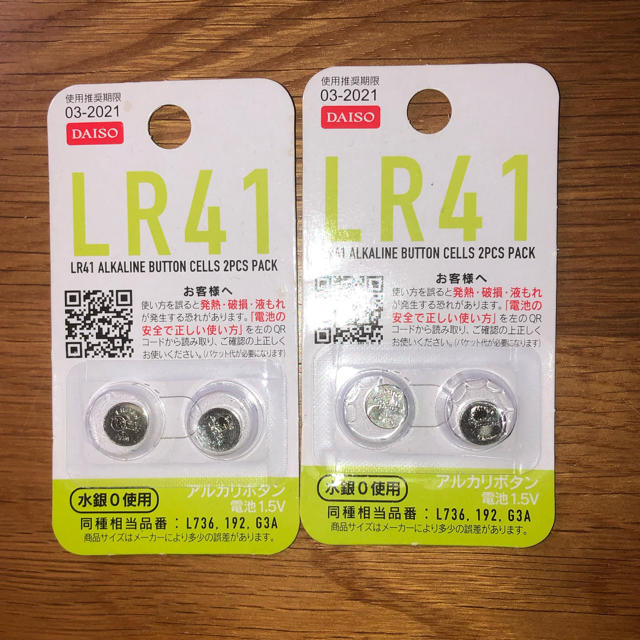 使用推奨期限
03-2021
DAISO
LR41
LR41 ALKALINE BUTTON CELLS 2PCS PACK
お客様へ
使い方を誤ると発熱・破損・液もれ
が発生する恐れがあります。「電池の
安全で正しい使い方」を左のQR
コードから読み取り、ご確認の上正しく
お使いください。(パケット代が必要になります)
水銀0使用
アルカリボタン
電池1.5V
同種相当品番：L736, 192, G3A
商品サイズはメーカーにより多少の誤差があります。
使用推奨期限
03-2021
DAISO
LR41
R41 ALKALINE BUTTON CELLS 2PCS PACK
お客様へ
使い方を誤ると発熱・破損・液もれ
が発生する恐れがあります。「電池の
安全で正しい使い方」を左のQR
コードから読み取り、ご確認の上正しく
お使いください。(パケット代が必要になります)
水銀0使用
アルカリボタン
電池1.5V
同種相当品番：L736, 192, G3A
商品サイズはメーカーにより多少の誤差があります。